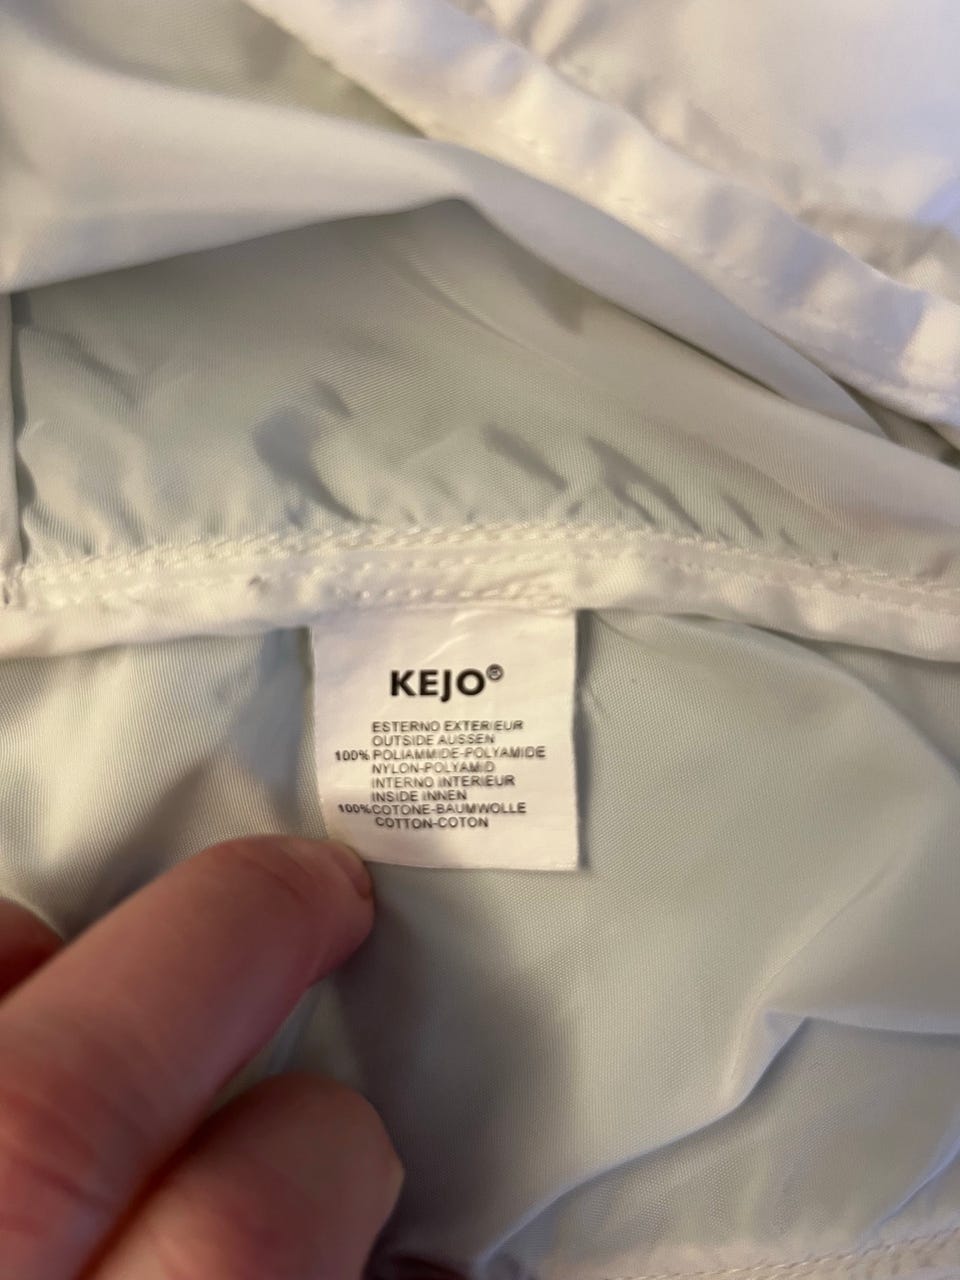 KEJO®
ESTERNO EXTERIEUR
OUTSIDE AUSSEN
100% POLIAMMIDE-POLYAMIDE
NYLON-POLYAMID
INTERNO INTERIEUR
INSIDE INNEN
100%COTONE-BAUMWOLLE
COTTON-COTON